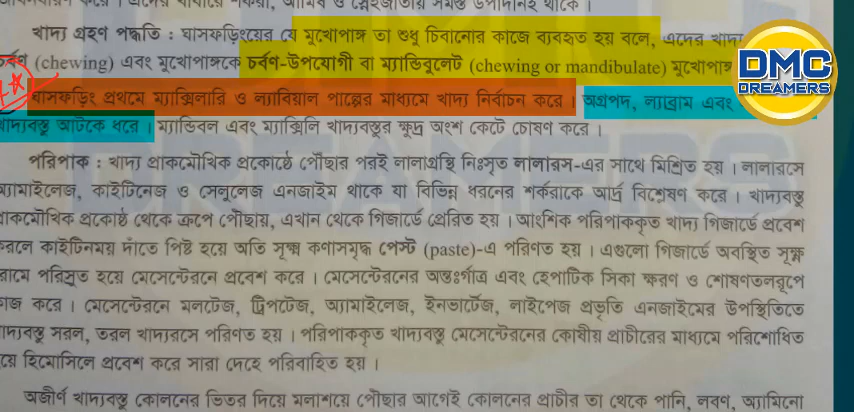 খাদ্য গ্রহণ পদ্ধতি : ঘাসফড়িংয়ের যে মুখোপাঙ্গ তা শুধু চিবানোর কাজে ব্যবহৃত হয় বলে, এদের
চর্বণ (chewing) এবং মুখোপাঙ্গকে চর্বণ-উপযোগী বা ম্যান্ডিবুলেট (chewing or mandibulate) মুখোপাঙ্গ
DMC
DREAMERS
ঘাসফড়িং প্রথমে ম্যাক্সিলারি ও ল্যাবিয়াল পাল্পের মাধ্যমে খাদ্য নির্বাচন করে । অগ্রপদ, ল্যাব্রাম এবং
খাদ্যবস্তু আটকে ধরে । ম্যান্ডিবল এবং ম্যাক্সিলি খাদ্যবস্তুর ক্ষুদ্র অংশ কেটে চোষণ করে ।
পরিপাক : খাদ্য প্রাকমৌখিক প্রকোষ্ঠে পৌঁছার পরই লালাগ্রন্থি নিঃসৃত লালারস-এর সাথে মিশ্রিত হয় । লালারসে
অ্যামাইলেজ, কাইটিনেজ ও সেলুলেজ এনজাইম থাকে যা বিভিন্ন ধরনের শর্করাকে আর্দ্র বিশ্লেষণ করে । খাদ্যবস্তু
প্রাকমৌখিক প্রকোষ্ঠ থেকে ক্রপে পৌঁছায়, এখান থেকে গিজার্ডে প্রেরিত হয় । আংশিক পরিপাককৃত খাদ্য গিজার্ডে প্রবেশ
করলে কাইটিনময় দাঁতে পিষ্ট হয়ে অতি সূক্ষ্ম কণাসমৃদ্ধ পেস্ট (paste)-এ পরিণত হয় । এগুলো গিজার্ডে অবস্থিত সূক্ষ্ম
রোমে পরিস্রুত হয়ে মেসেন্টেরনে প্রবেশ করে । মেসেন্টেরনের অন্তঃগাত্র এবং হেপাটিক সিকা ক্ষরণ ও শোষণতলরূপে
কাজ করে । মেসেন্টেরনে মলটেজ, ট্রিপটেজ, অ্যামাইলেজ, ইনভার্টেজ, লাইপেজ প্রভৃতি এনজাইমের উপস্থিতিতে
খাদ্যবস্তু সরল, তরল খাদ্যরসে পরিণত হয় । পরিপাককৃত খাদ্যবস্তু মেসেন্টেরনের কোষীয় প্রাচীরের মাধ্যমে পরিশোধিত
হয়ে হিমোসিলে প্রবেশ করে সারা দেহে পরিবাহিত হয় ।
অজীর্ণ খাদ্যবস্তু কোলনের ভিতর দিয়ে মলাশয়ে পৌঁছার আগেই কোলনের প্রাচীর তা থেকে পানি, লবণ, অ্যামিনো